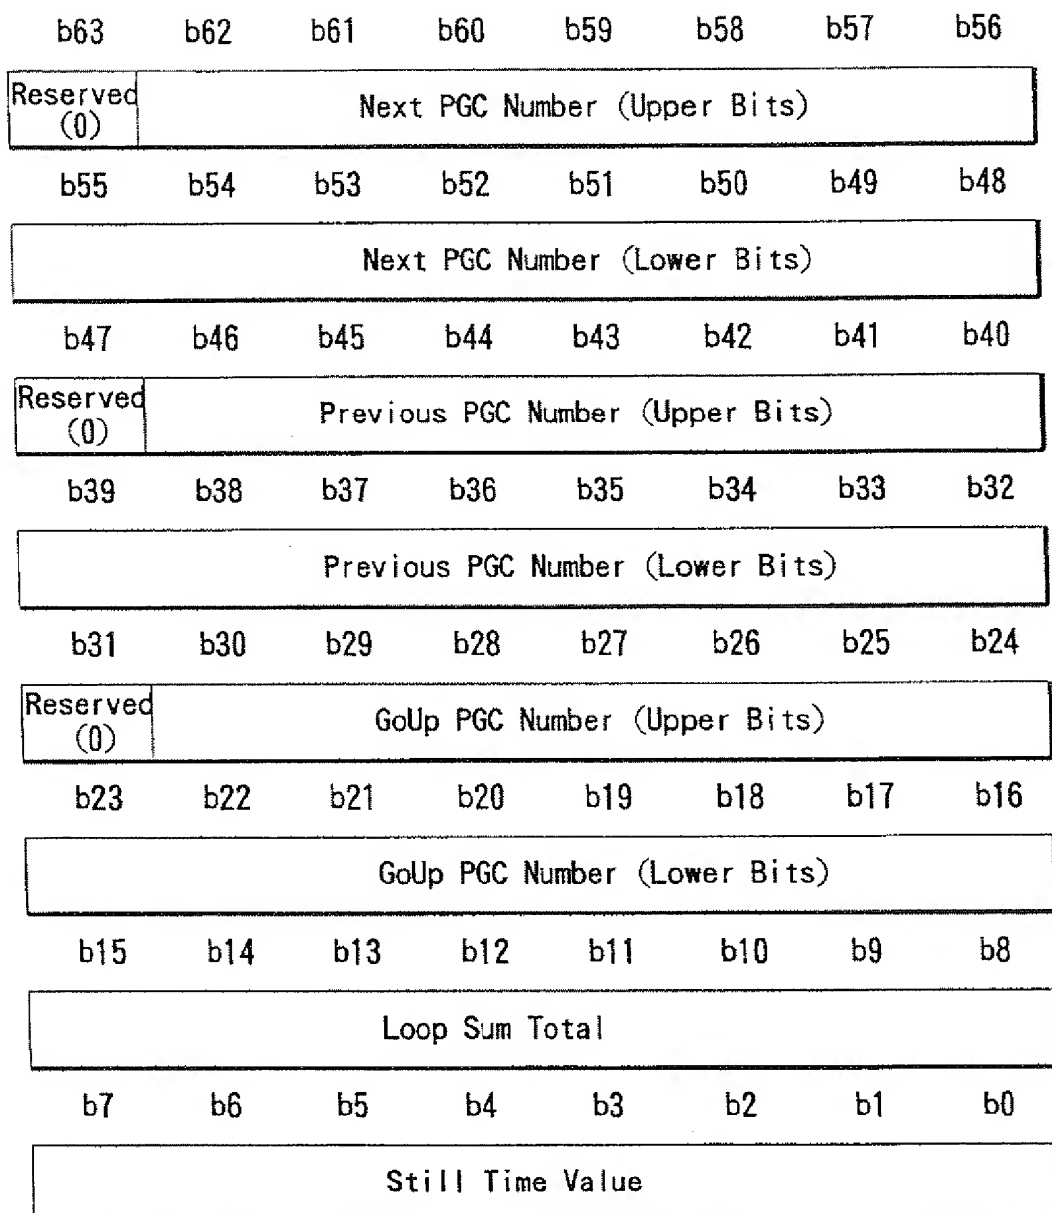 b63 b62 b61 b60 b59 b58 b57 b56
Reserved
(0)
Next PGC Number (Upper Bits)
b55 b54 b53 b52 b51 b50 b49 b48
Next PGC Number (Lower Bits)
b47 b46 b45 b44 b43 b42 b41 b40
Reserved
(0)
Previous PGC Number (Upper Bits)
b39 b38 b37 b36 b35 b34 b33 b32
Previous PGC Number (Lower Bits)
b31 b30 b29 b28 b27 b26 b25 b24
Reserved
(0)
GoUp PGC Number (Upper Bits)
b23 b22 b21 b20 b19 b18 b17 b16
GoUp PGC Number (Lower Bits)
b15 b14 b13 b12 b11 b10 b9 b8
Loop Sum Total
b7 b6 b5 b4 b3 b2 b1 b0
Still Time Value